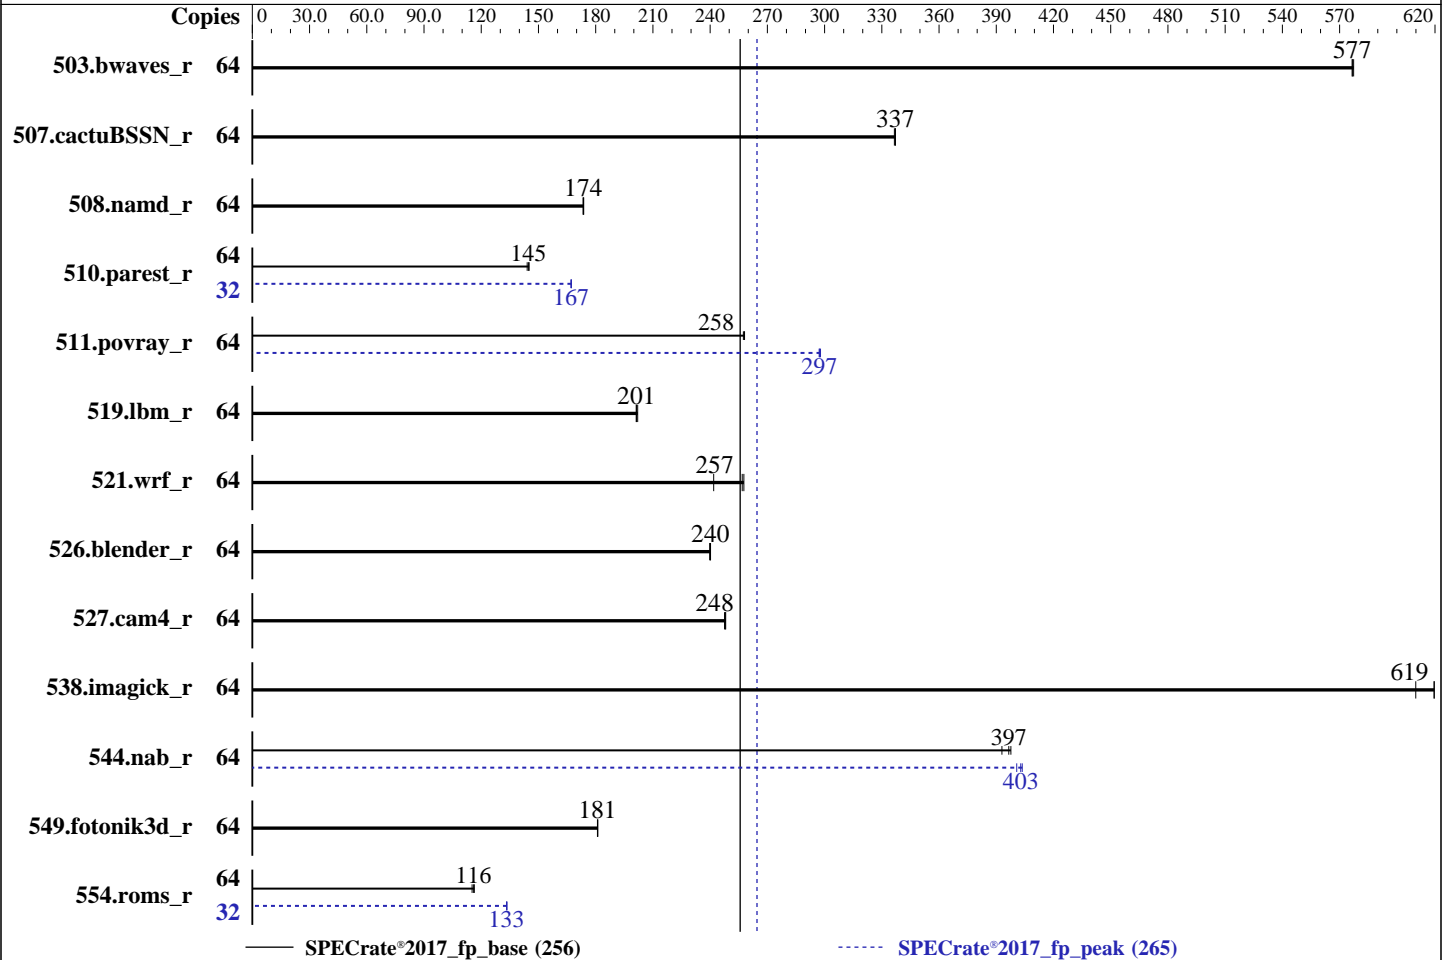 Copies 0 30.0 60.0 90.0 120 150 180 210 240 270 300 330 360 390 420 450 480 510 540 570 620
503.bwaves_r 64 577
507.cactuBSSN_r 64 337
508.namd_r 64 174
510.parest_r 64 145
32 167
511.povray_r 64 258
297
519.lbm_r 64 201
521.wrf_r 64 257
526.blender_r 64 240
527.cam4_r 64 248
538.imagick_r 64 619
544.nab_r 64 397
403
549.fotonik3d_r 64 181
554.roms_r 64 116
32 133
SPECrate®2017_fp_base (256) SPECrate®2017_fp_peak (265)